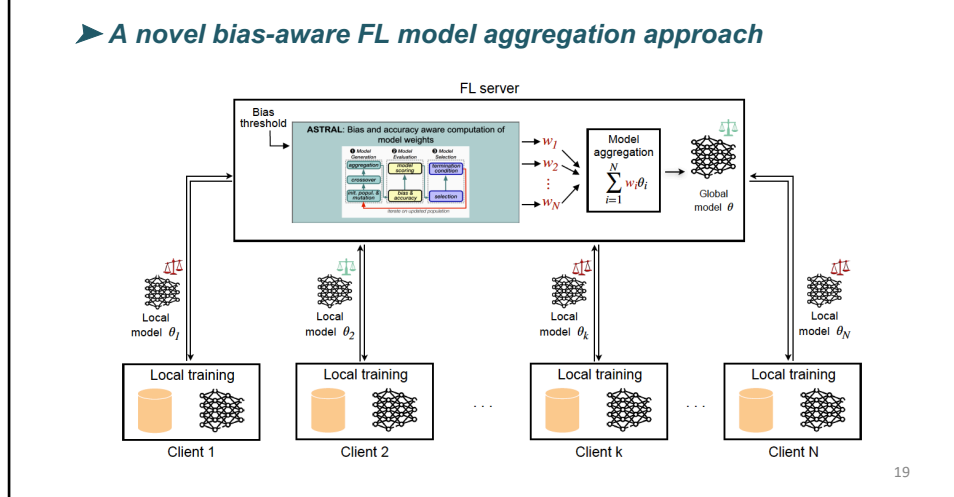 ➤ A novel bias-aware FL model aggregation approach
FL server
Bias
threshold
ASTRAL: Bias and accuracy aware computation of
model weights
❶ Model
Generation
❷ Model
Evaluation
❸ Model
Selection
aggregation
model
scoring
termination
condition
crossover
init. popul. &
mutation
bias &
accuracy
selection
iterate on updated population
w1
w2
⋮
wN
Model
aggregation
N
∑ wiθi
i=1
Global
model θ
Local
model θ1
Local
model θ2
Local
model θk
Local
model θN
Local training
Local training
Local training
Local training
. . .
. . .
Client 1
Client 2
Client k
Client N
19